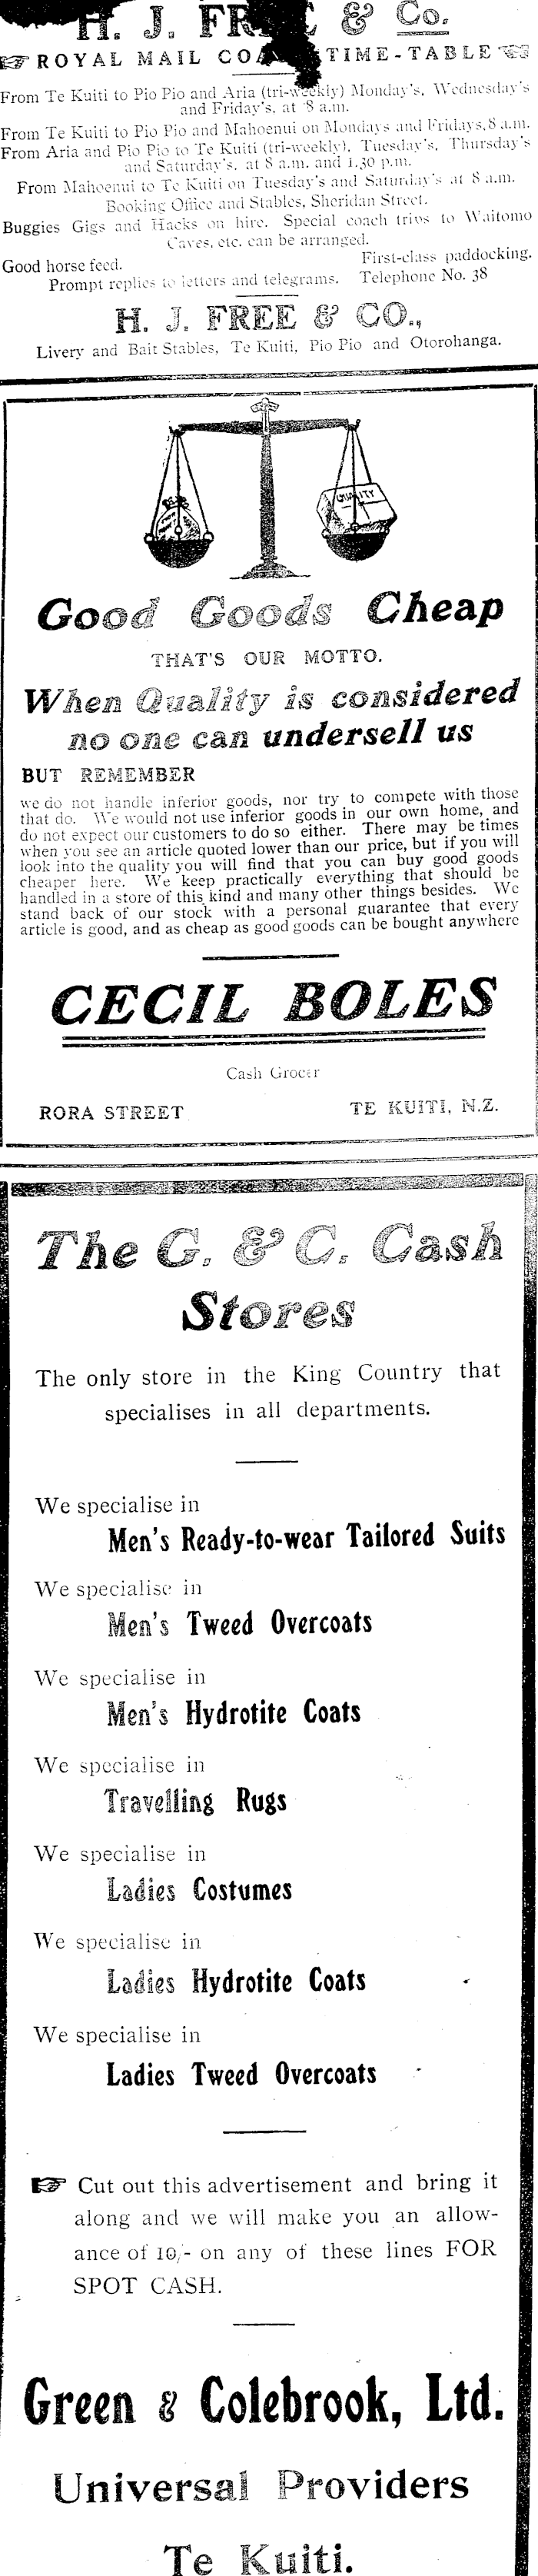 H. J. FREE & Co.
ROYAL MAIL COACH TIME-TABLE
From Te Kuiti to Pio Pio and Aria (tri-weekly) Monday's, Wednesday's
and Friday's, at 8 a.m.
From Te Kuiti to Pio Pio and Mahoenui on Mondays and Fridays, 8 a.m.
From Aria and Pio Pio to Te Kuiti (tri-weekly), Tuesday's, Thursday's
and Saturday's, at 8 a.m. and 1.30 p.m.
From Mahoenui to Te Kuiti on Tuesday's and Saturday's at 8 a.m.
Booking Office and Stables, Sheridan Street.
Buggies Gigs and Hacks on hire. Special coach trips to Waitomo
Caves, etc. can be arranged.
Good horse feed. First-class paddocking.
Prompt replies to letters and telegrams. Telephone No. 38
H. J. FREE & CO.,
Livery and Bait Stables, Te Kuiti, Pio Pio and Otorohanga.
QUALITY
Good Goods Cheap
THAT'S OUR MOTTO.
When Quality is considered
no one can undersell us
BUT REMEMBER
we do not handle inferior goods, nor try to compete with those
that do. We would not use inferior goods in our own home, and
do not expect our customers to do so either. There may be times
when you see an article quoted lower than our price, but if you will
look into the quality you will find that you can buy good goods
cheaper here. We keep practically everything that should be
handled in a store of this kind and many other things besides. We
stand back of our stock with a personal guarantee that every
article is good, and as cheap as good goods can be bought anywhere
CECIL BOLES
Cash Grocer
RORA STREET TE KUITI, N.Z.
The G. & C. Cash
Stores
The only store in the King Country that
specialises in all departments.
We specialise in
Men's Ready-to-wear Tailored Suits
We specialise in
Men's Tweed Overcoats
We specialise in
Men's Hydrotite Coats
We specialise in
Travelling Rugs
We specialise in
Ladies Costumes
We specialise in
Ladies Hydrotite Coats
We specialise in
Ladies Tweed Overcoats
Cut out this advertisement and bring it
along and we will make you an allow-
ance of 10/- on any of these lines FOR
SPOT CASH.
Green & Colebrook, Ltd.
Universal Providers
Te Kuiti.